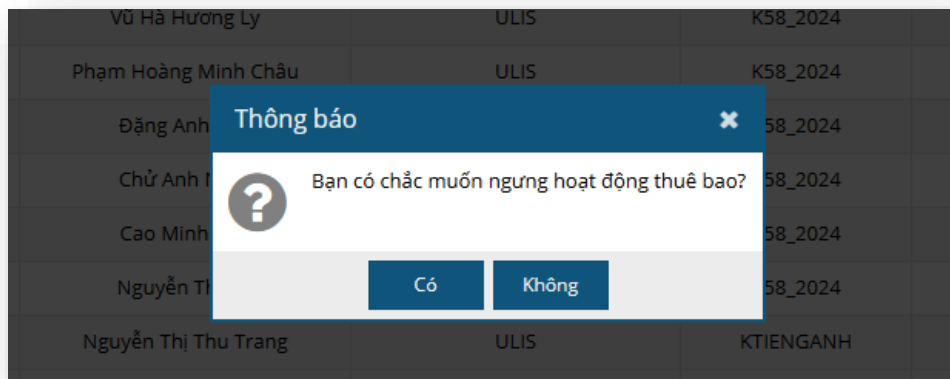 Vũ Hà Hương Ly ULIS K58_2024
Phạm Hoàng Minh Châu ULIS K58_2024
Đặng Anh 58_2024
Thông báo
Chử Anh 58_2024
Bạn có chắc muốn ngưng hoạt động thuê bao?
Cao Minh 58_2024
Nguyễn 58_2024
Có Không
Nguyễn Thị Thu Trang ULIS KTIENGANH